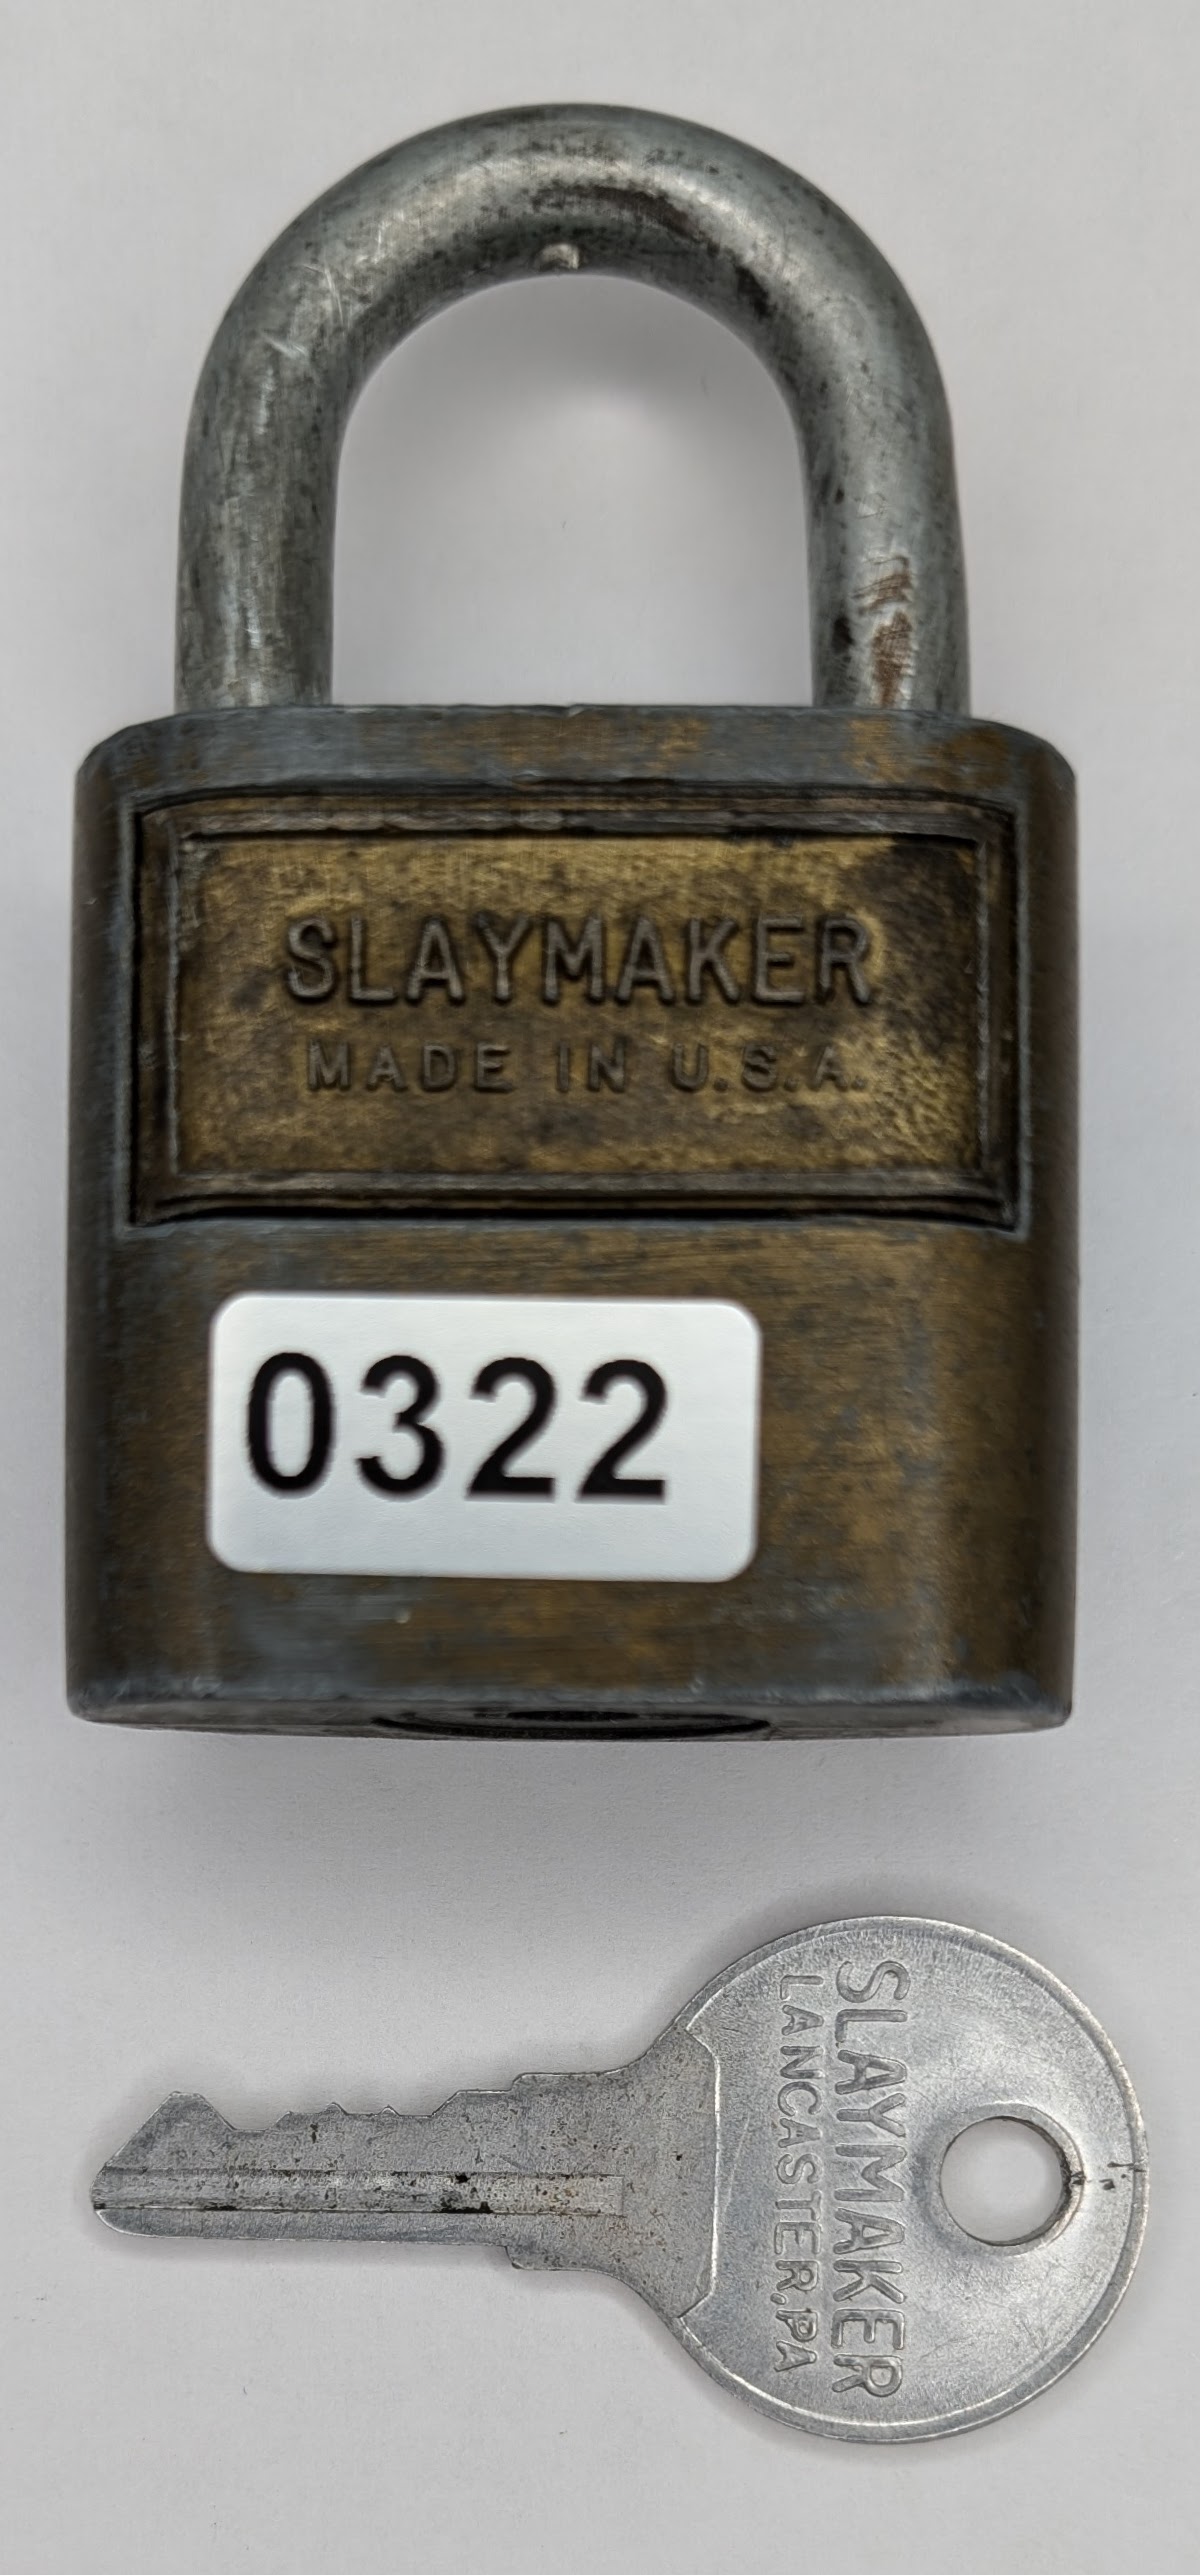 SLAYMAKER
MADE IN U.S.A.
0322
SLAYMAKER
LANCASTER, PA